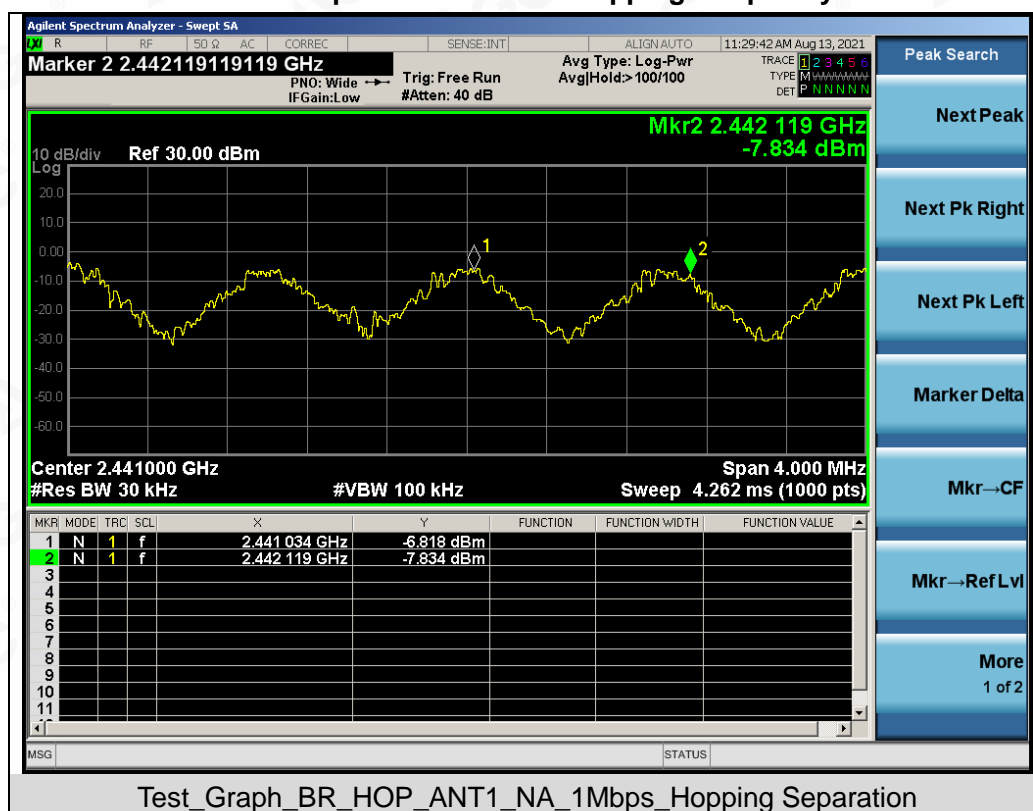 Agilent Spectrum Analyzer - Swept SA
LXI R RF 50 Ω AC CORREC SENSE:INT ALIGN AUTO 11:29:42 AM Aug 13, 2021
Marker 2 2.442119119119 GHz
PNO: Wide
IFGain:Low
Trig: Free Run
#Atten: 40 dB
Avg Type: Log-Pwr
Avg|Hold:>100/100
TRACE 1 2 3 4 5 6
TYPE M
DET P N N N N N
Peak Search
Next Peak
Next Pk Right
Next Pk Left
Marker Delta
Mkr→CF
Mkr→Ref Lvl
More
1 of 2
Mkr2 2.442 119 GHz
-7.834 dBm
10 dB/div Ref 30.00 dBm
Log
20.0
10.0
0.00
-10.0
-20.0
-30.0
-40.0
-50.0
-60.0
1
2
Center 2.441000 GHz Span 4.000 MHz
#Res BW 30 kHz #VBW 100 kHz Sweep 4.262 ms (1000 pts)
MKR MODE TRC SCL X Y FUNCTION FUNCTION WIDTH FUNCTION VALUE
1 N 1 f 2.441 034 GHz -6.818 dBm
2 N 1 f 2.442 119 GHz -7.834 dBm
3
4
5
6
7
8
9
10
11
MSG STATUS
Test_Graph_BR_HOP_ANT1_NA_1Mbps_Hopping Separation